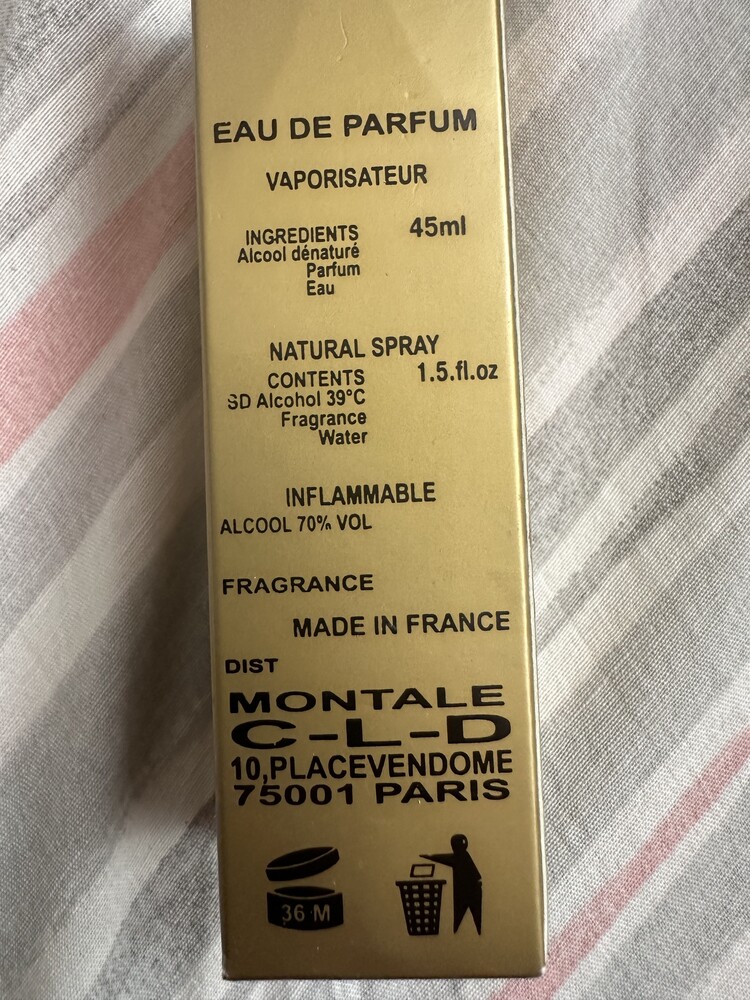 EAU DE PARFUM
VAPORISATEUR
INGREDIENTS 45ml
Alcool dénaturé
Parfum
Eau
NATURAL SPRAY
CONTENTS 1.5.fl.oz
SD Alcohol 39°C
Fragrance
Water
INFLAMMABLE
ALCOOL 70% VOL
FRAGRANCE
MADE IN FRANCE
DIST
MONTALE
C-L-D
10,PLACEVENDOME
75001 PARIS
36 M